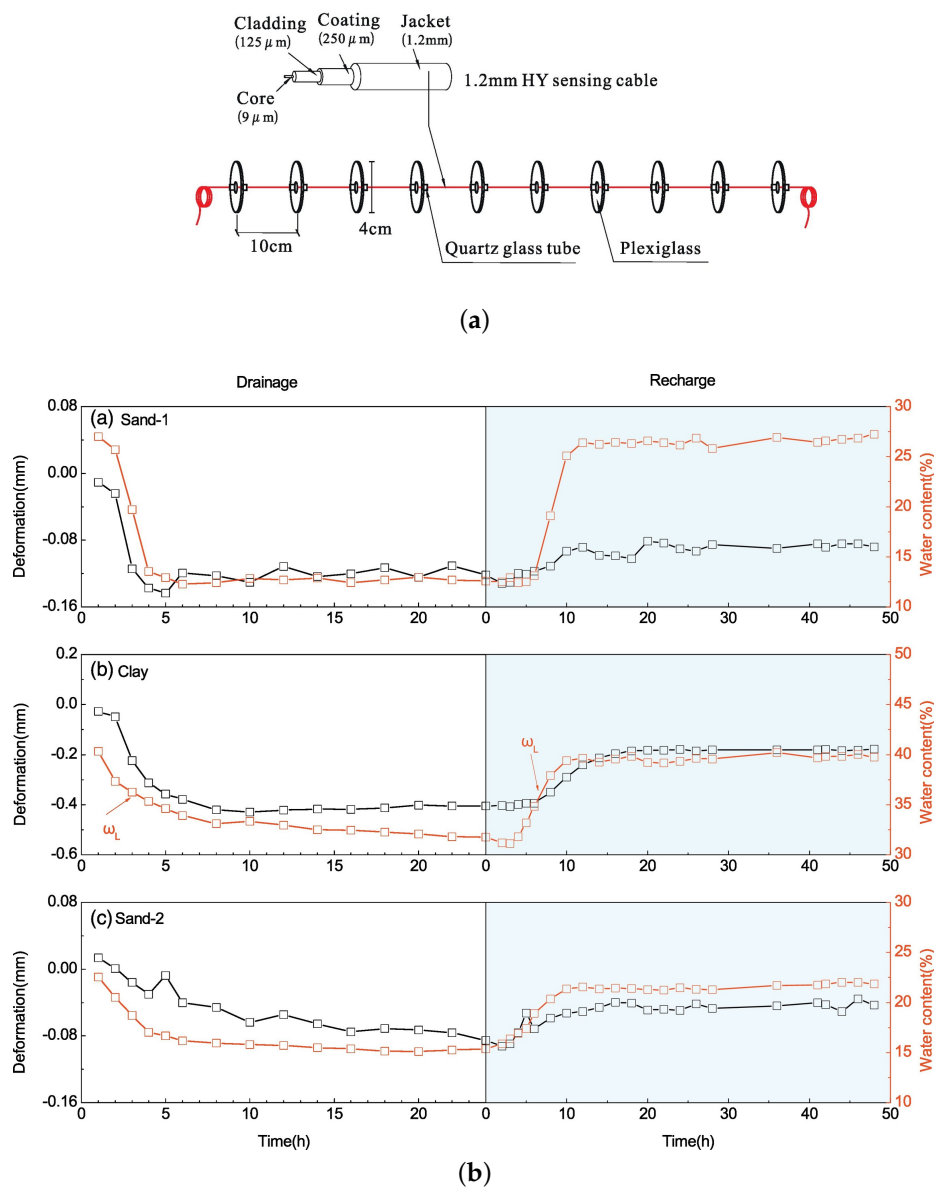 Cladding
(125μm)
Coating
(250μm)
Jacket
(1.2mm)
1.2mm HY sensing cable
Core
(9μm)
10cm
4cm
Quartz glass tube
Plexiglass
(a)
Drainage
Recharge
(a) Sand-1
0.08
0.00
-0.08
-0.16
Deformation(mm)
30
25
20
15
10
Water content(%)
0 5 10 15 20 0 10 20 30 40 50
(b) Clay
0.2
0.0
-0.2
-0.4
-0.6
Deformation(mm)
ωL
ωL
50
45
40
35
30
Water content(%)
0 5 10 15 20 0 10 20 30 40 50
(c) Sand-2
0.08
0.00
-0.08
-0.16
Deformation(mm)
30
25
20
15
10
Water content(%)
0 5 10 15 20 0 10 20 30 40 50
Time(h)
Time(h)
(b)